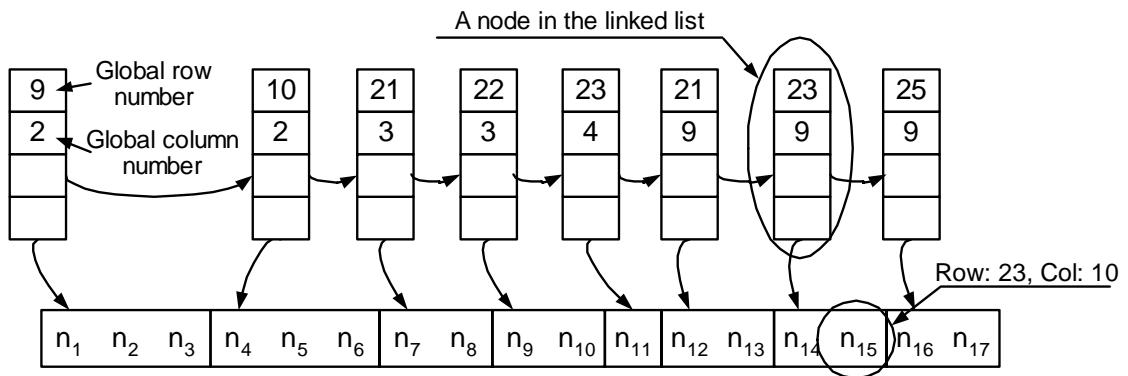 A node in the linked list
9 Global row number 10 21 22 23 21 23 25
2 Global column number 2 3 3 4 9 9 9
Row: 23, Col: 10
n₁ n₂ n₃ n₄ n₅ n₆ n₇ n₈ n₉ n₁₀ n₁₁ n₁₂ n₁₃ n₁₄ n₁₅ n₁₆ n₁₇